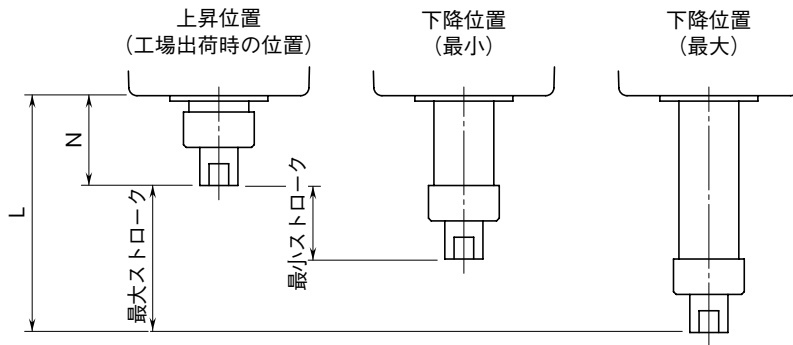 上昇位置
（工場出荷時の位置）
下降位置
（最小）
下降位置
（最大）
L
N
最大ストローク
最小ストローク